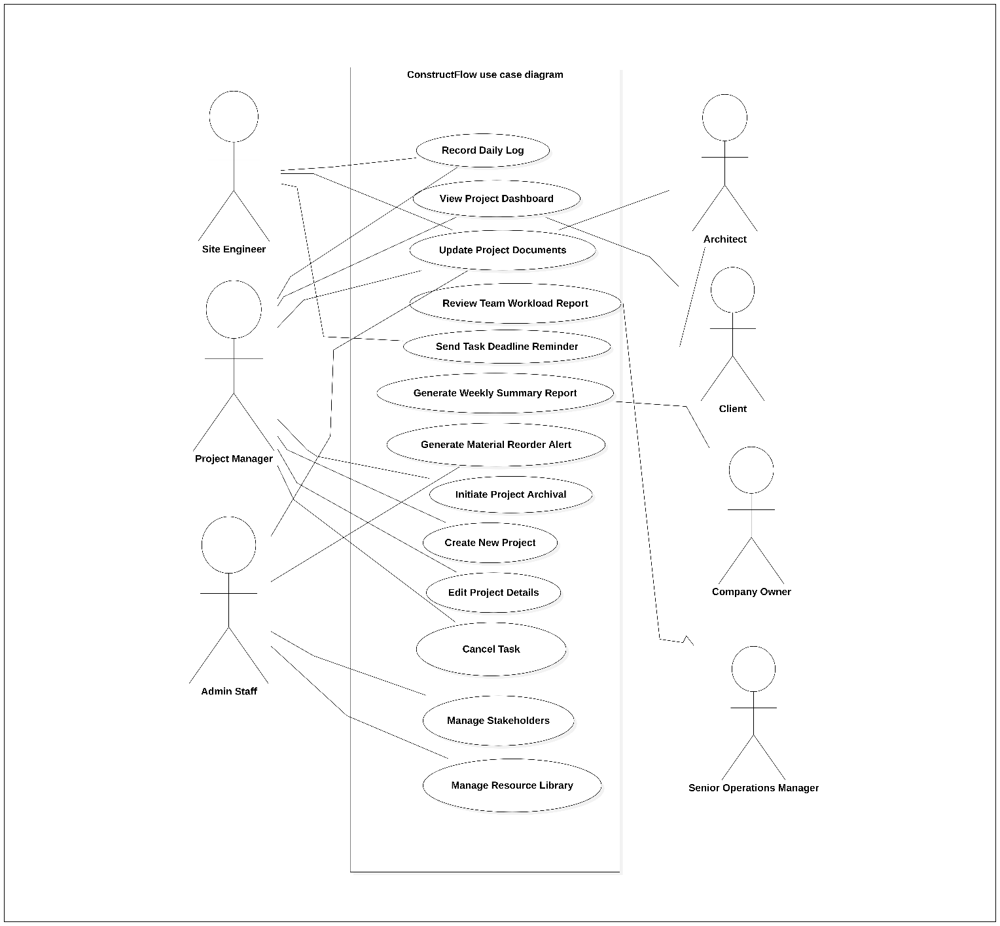 ConstructFlow use case diagram
Record Daily Log
View Project Dashboard
Update Project Documents
Review Team Workload Report
Send Task Deadline Reminder
Generate Weekly Summary Report
Generate Material Reorder Alert
Initiate Project Archival
Create New Project
Edit Project Details
Cancel Task
Manage Stakeholders
Manage Resource Library
Site Engineer
Project Manager
Admin Staff
Architect
Client
Company Owner
Senior Operations Manager